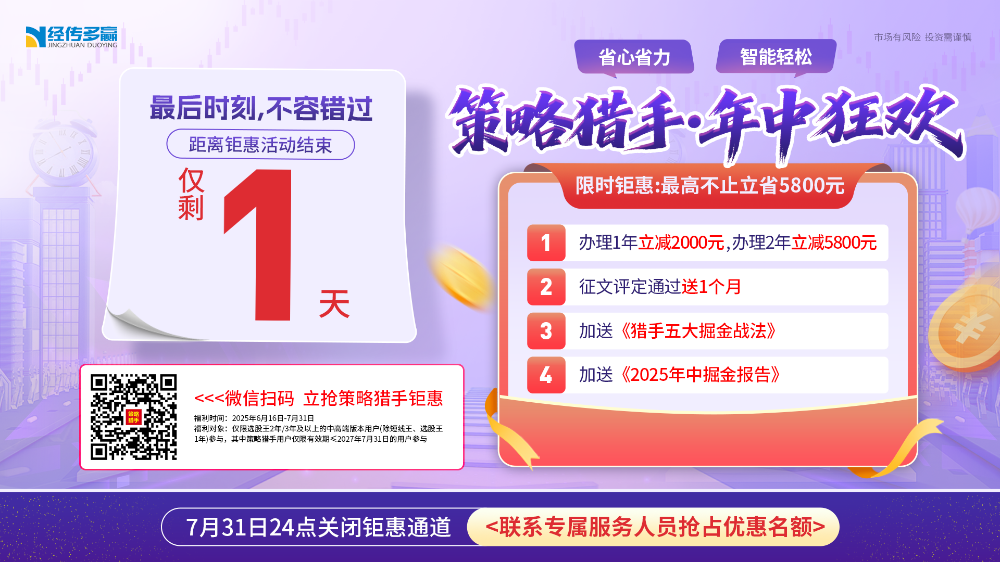 经传多赢
JINGZHUAN DUOYING
市场有风险 投资需谨慎
最后时刻,不容错过
距离钜惠活动结束
仅剩
1
天
省心省力
智能轻松
策略猎手·年中狂欢
限时钜惠:最高不止立省5800元
1 办理1年立减2000元,办理2年立减5800元
2 征文评定通过送1个月
3 加送《猎手五大掘金战法》
4 加送《2025年中掘金报告》
策略
猎手
<<<微信扫码 立抢策略猎手钜惠
福利时间：2025年6月16日-7月31日
福利对象：仅限选股王2年/3年及以上的中高端版本用户(除短线王、选股王
1年)参与，其中策略猎手用户仅限有效期≤2027年7月31日的用户参与
7月31日24点关闭钜惠通道
<联系专属服务人员抢占优惠名额>